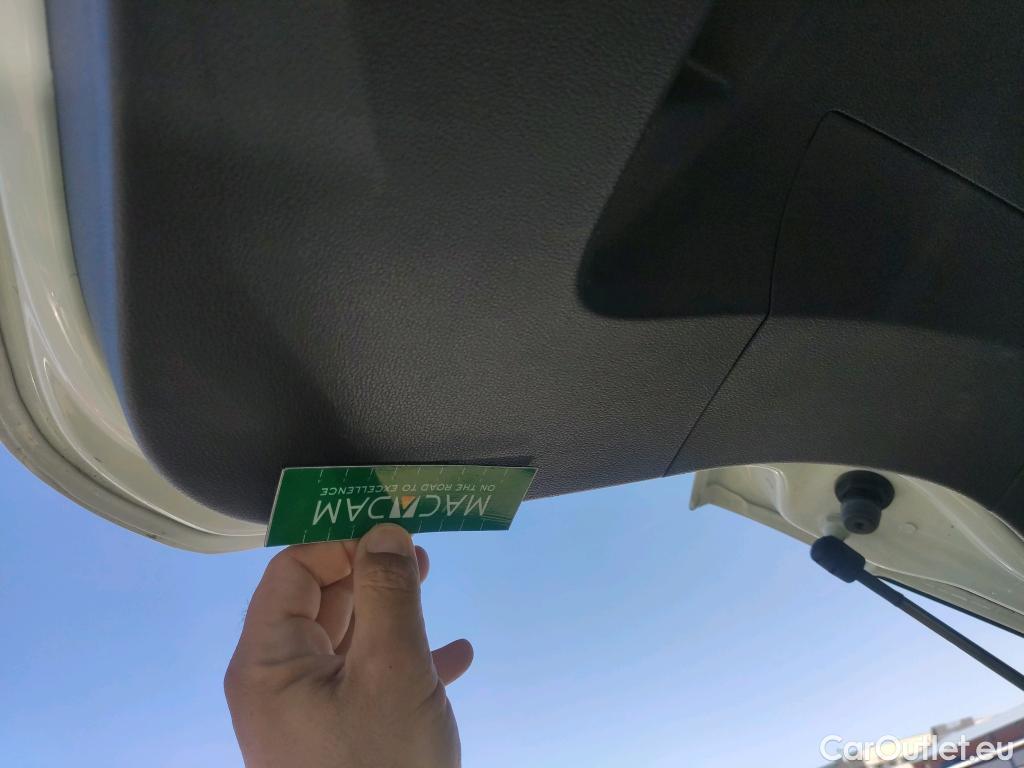 MACADAM
ON THE ROAD TO EXCELLENCE
CarOutlet.eu